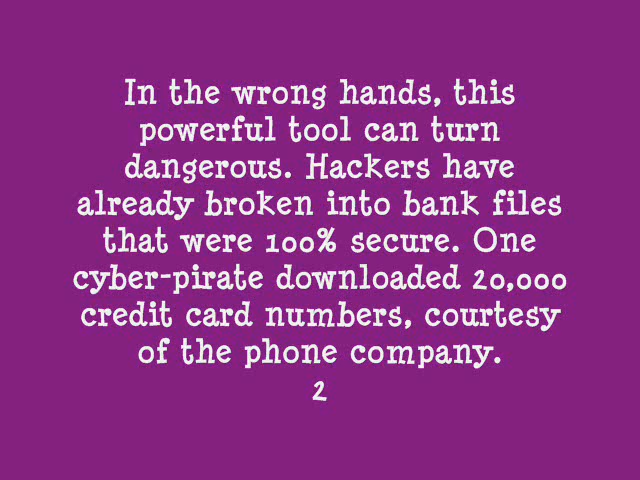 In the wrong hands, this
powerful tool can turn
dangerous. Hackers have
already broken into bank files
that were 100% secure. One
cyber-pirate downloaded 20,000
credit card numbers, courtesy
of the phone company.
2